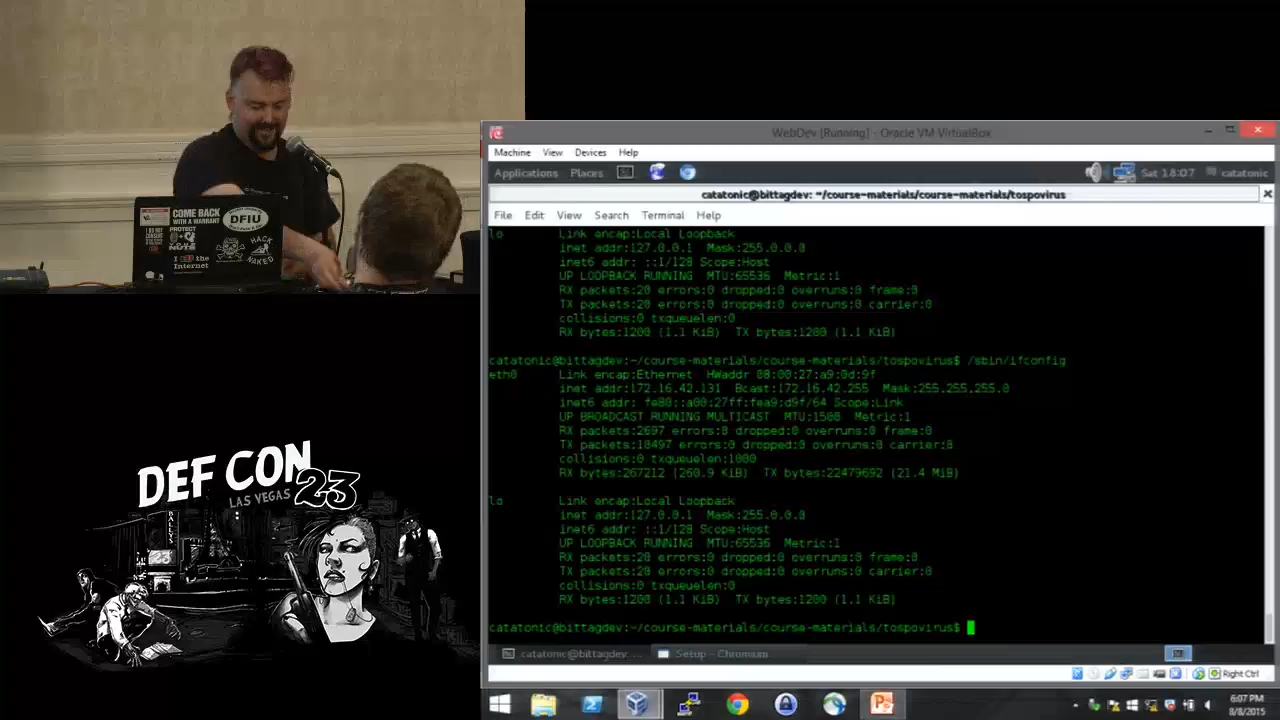 COME BACK
WITH A WARRANT
DFIU
PROTECT
YOUR
NUTS
HACK
NAKED
I
the
Internet
DEF CON
LAS VEGAS
23
BALLYS
WebDev [Running] - Oracle VM VirtualBox
Machine View Devices Help
Applications Places Sat 18:07 catatonic
catatonic@bittagdev: ~/course-materials/course-materials/tospovirus
File Edit View Search Terminal Help
lo Link encap:Local Loopback
inet addr:127.0.0.1 Mask:255.0.0.0
inet6 addr: ::1/128 Scope:Host
UP LOOPBACK RUNNING MTU:65536 Metric:1
RX packets:20 errors:0 dropped:0 overruns:0 frame:0
TX packets:20 errors:0 dropped:0 overruns:0 carrier:0
collisions:0 txqueuelen:0
RX bytes:1200 (1.1 KiB) TX bytes:1200 (1.1 KiB)
catatonic@bittagdev:~/course-materials/course-materials/tospovirus$ /sbin/ifconfig
eth0 Link encap:Ethernet HWaddr 08:00:27:a9:0d:9f
inet addr:172.16.42.131 Bcast:172.16.42.255 Mask:255.255.255.0
inet6 addr: fe80::a00:27ff:fea9:d9f/64 Scope:Link
UP BROADCAST RUNNING MULTICAST MTU:1500 Metric:1
RX packets:2697 errors:0 dropped:0 overruns:0 frame:0
TX packets:18497 errors:0 dropped:0 overruns:0 carrier:0
collisions:0 txqueuelen:1000
RX bytes:267212 (260.9 KiB) TX bytes:22479692 (21.4 MiB)
lo Link encap:Local Loopback
inet addr:127.0.0.1 Mask:255.0.0.0
inet6 addr: ::1/128 Scope:Host
UP LOOPBACK RUNNING MTU:65536 Metric:1
RX packets:20 errors:0 dropped:0 overruns:0 frame:0
TX packets:20 errors:0 dropped:0 overruns:0 carrier:0
collisions:0 txqueuelen:0
RX bytes:1200 (1.1 KiB) TX bytes:1200 (1.1 KiB)
catatonic@bittagdev:~/course-materials/course-materials/tospovirus$
catatonic@bittagdev: ... Setup - Chromium
Right Ctrl
6:07 PM
8/8/2015